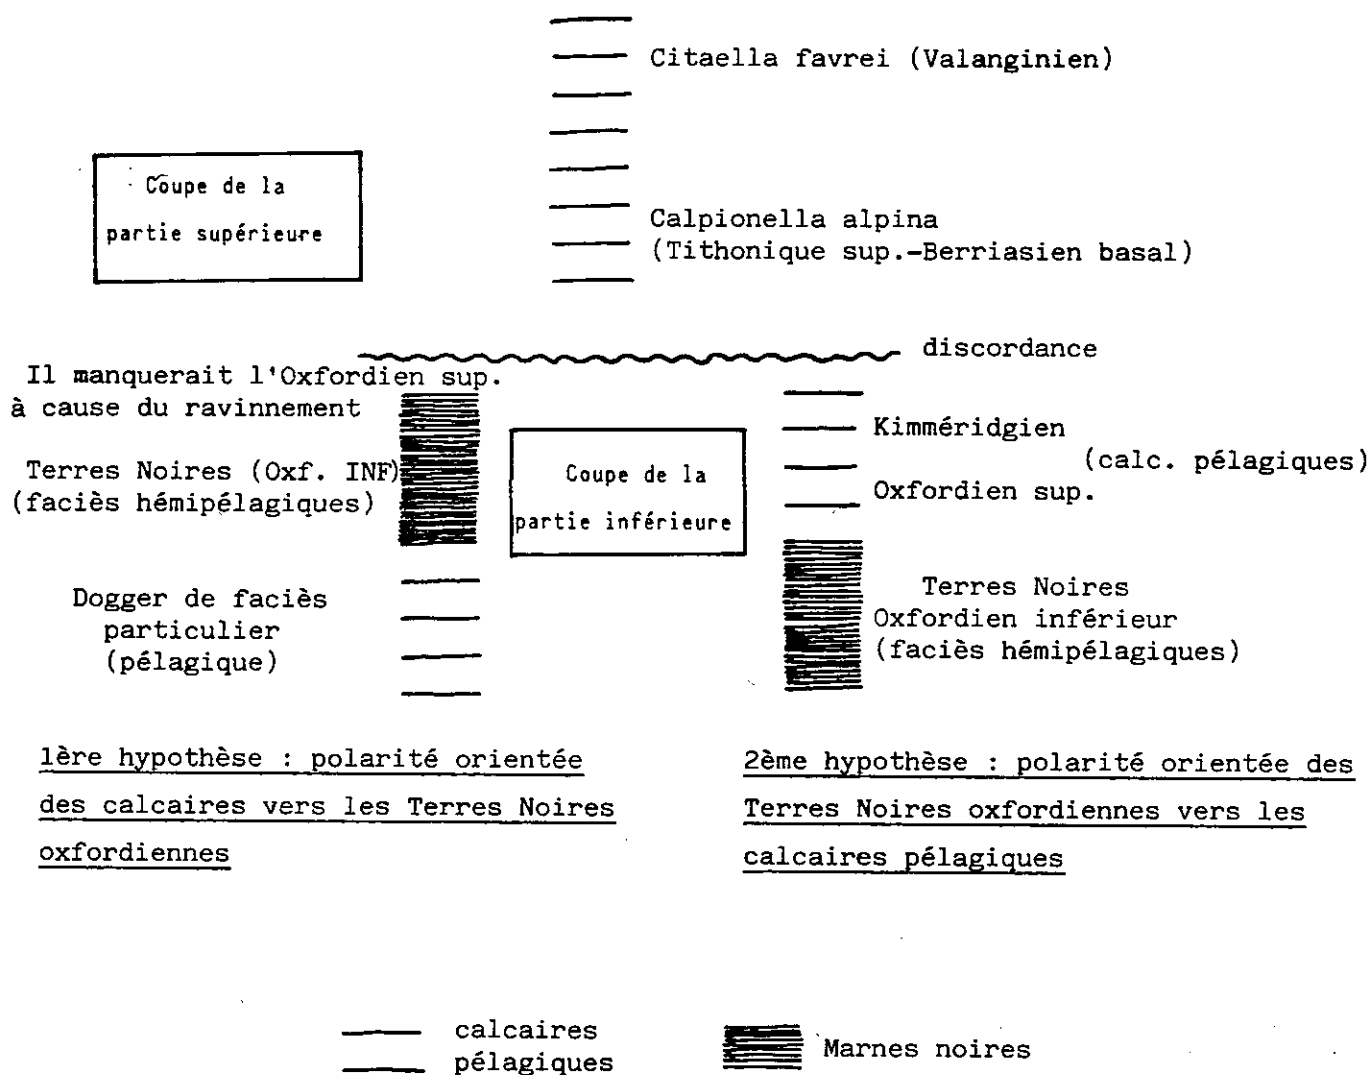 Citaella favrei (Valanginien)
Coupe de la
partie supérieure
Calpionella alpina
(Tithonique sup.-Berriasien basal)
discordance
Il manquerait l'Oxfordien sup.
à cause du ravinnement
Terres Noires (Oxf. INF)
(faciès hémipélagiques)
Dogger de faciès
particulier
(pélagique)
Coupe de la
partie inférieure
Kimméridgien
(calc. pélagiques)
Oxfordien sup.
Terres Noires
Oxfordien inférieur
(faciès hémipélagiques)
1ère hypothèse : polarité orientée
des calcaires vers les Terres Noires
oxfordiennes
2ème hypothèse : polarité orientée des
Terres Noires oxfordiennes vers les
calcaires pélagiques
calcaires
pélagiques
Marnes noires